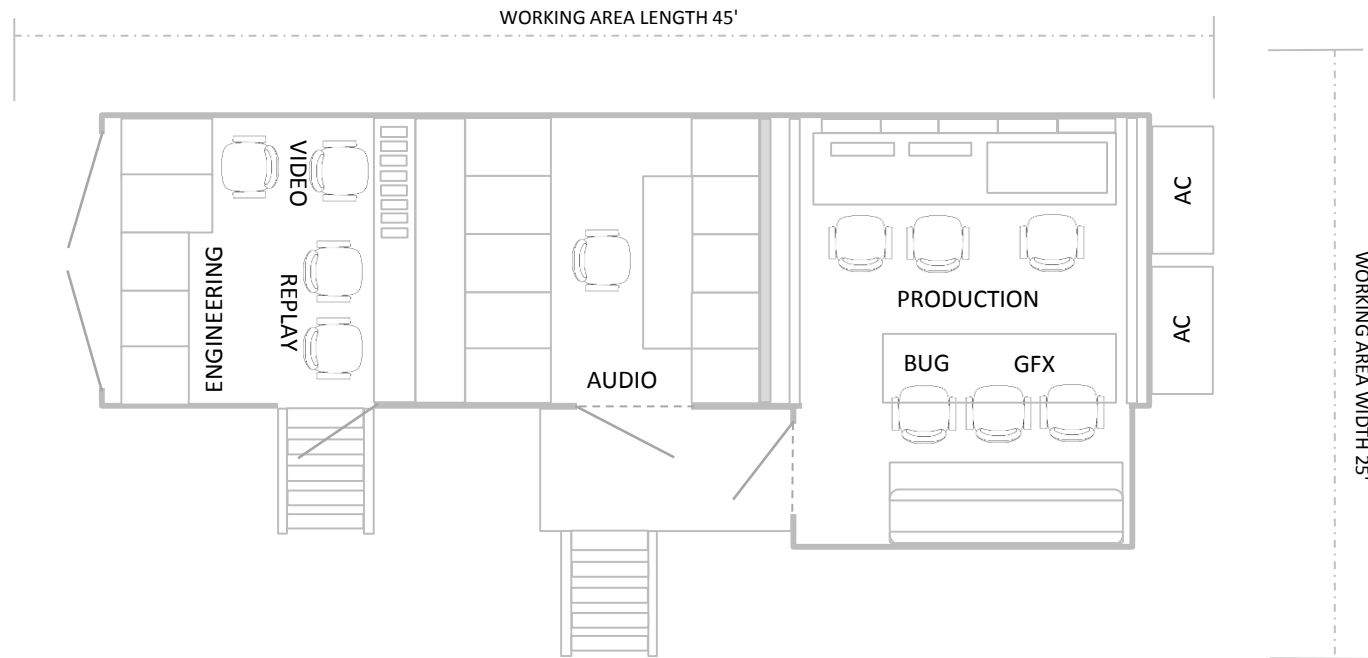 WORKING AREA LENGTH 45'
VIDEO
ENGINEERING
REPLAY
AUDIO
PRODUCTION
BUG
GFX
AC
AC
WORKING AREA WIDTH 25'